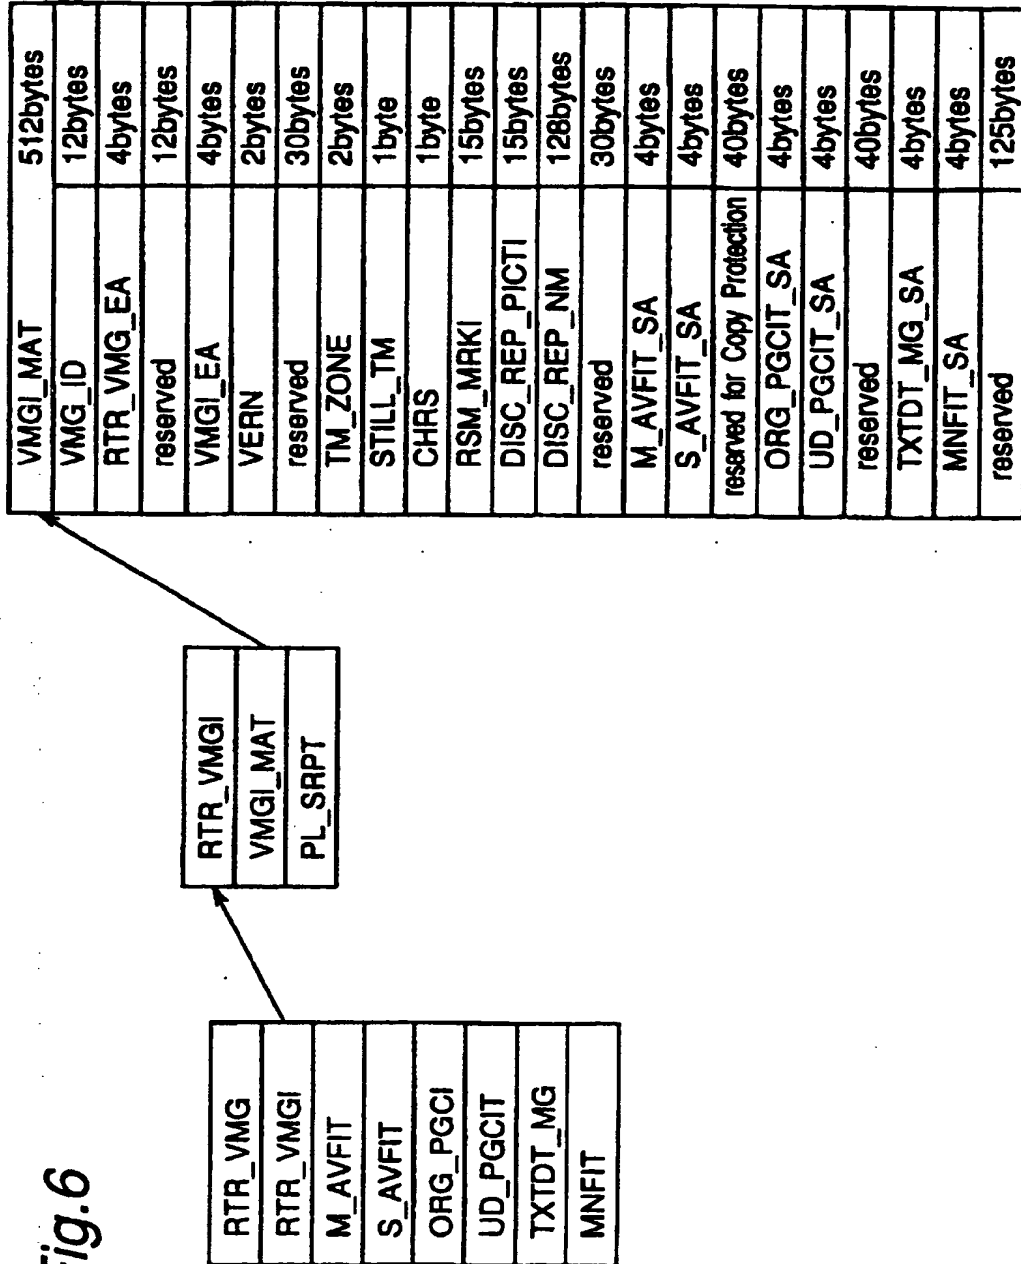 Fig.6
RTR_VMG
RTR_VMGI
M_AVFIT
S_AVFIT
ORG_PGCI
UD_PGCIT
TXTDT_MG
MNFIT
RTR_VMGI
VMGI_MAT
PL_SRPT
VMGI_MAT 512bytes
VMG_ID 12bytes
RTR_VMG_EA 4bytes
reserved 12bytes
VMGI_EA 4bytes
VERN 2bytes
reserved 30bytes
TM_ZONE 2bytes
STILL_TM 1byte
CHRS 1byte
RSM_MRKI 15bytes
DISC_REP_PICTI 15bytes
DISC_REP_NM 128bytes
reserved 30bytes
M_AVFIT_SA 4bytes
S_AVFIT_SA 4bytes
reserved for Copy Protection 40bytes
ORG_PGCIT_SA 4bytes
UD_PGCIT_SA 4bytes
reserved 40bytes
TXTDT_MG_SA 4bytes
MNFIT_SA 4bytes
reserved 125bytes